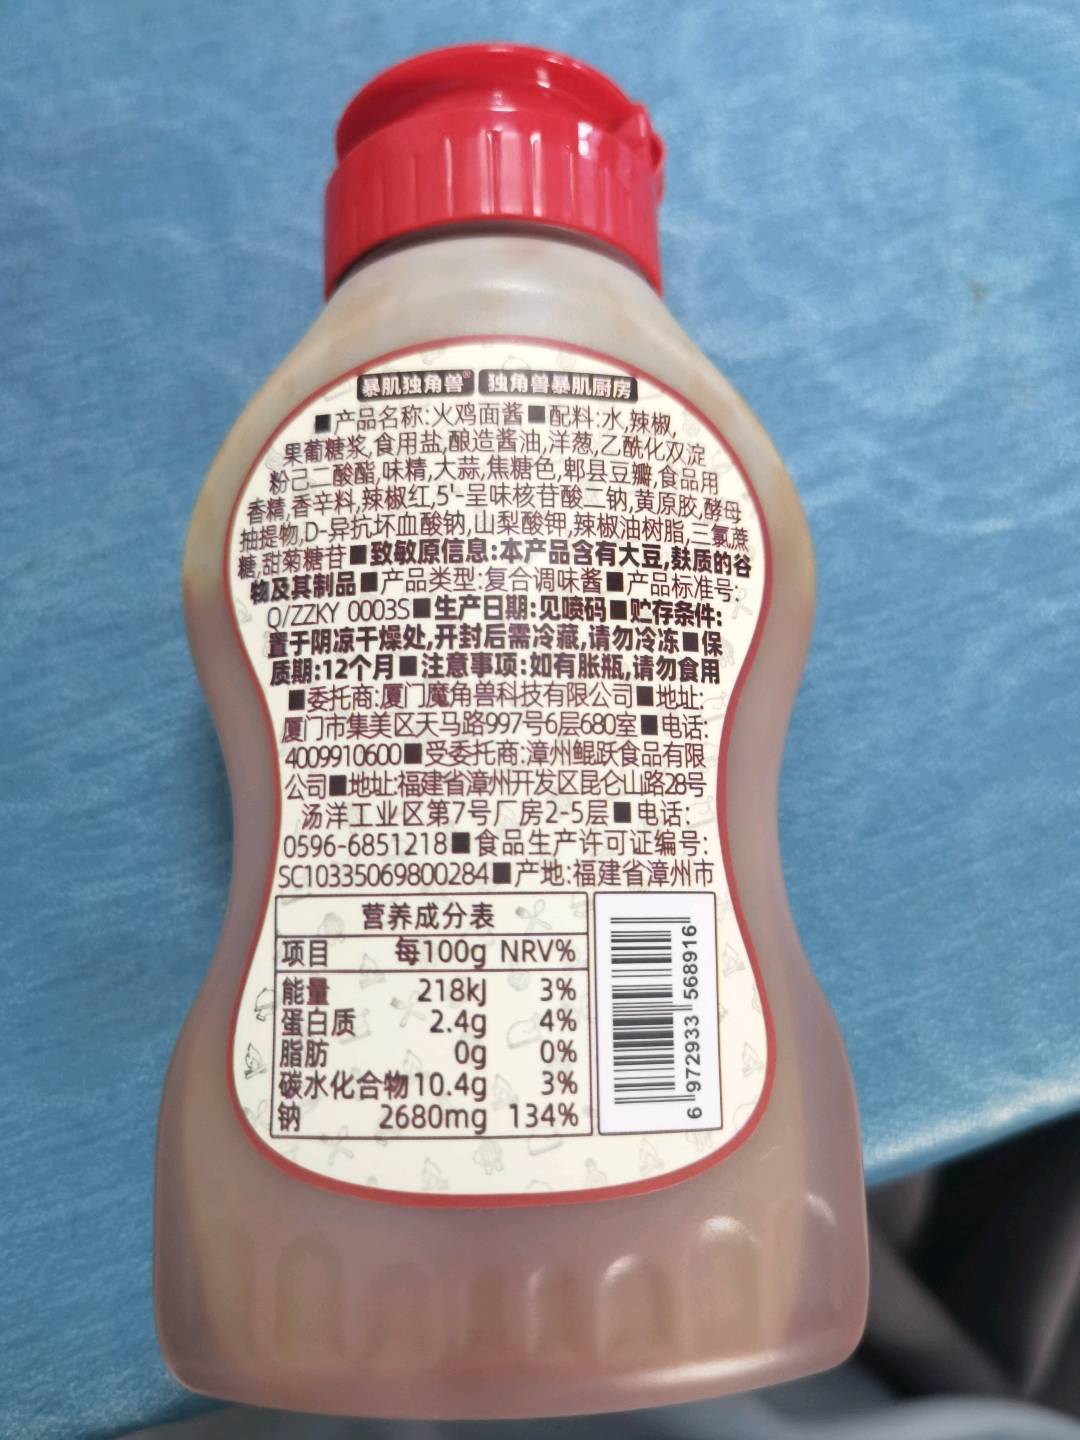 暴肌独角兽® 独角兽暴肌厨房
■产品名称:火鸡面酱■配料:水,辣椒,
果葡糖浆,食用盐,酿造酱油,洋葱,乙酰化双淀
粉己二酸酯,味精,大蒜,焦糖色,郫县豆瓣,食品用
香精,香辛料,辣椒红,5'-呈味核苷酸二钠,黄原胶,酵母
抽提物,D-异抗坏血酸钠,山梨酸钾,辣椒油树脂,三氯蔗
糖,甜菊糖苷■致敏原信息:本产品含有大豆,麸质的谷
物及其制品■产品类型:复合调味酱■产品标准号:
Q/ZZKY 0003S■生产日期:见喷码■贮存条件:
置于阴凉干燥处,开封后需冷藏,请勿冷冻■保
质期:12个月■注意事项:如有胀瓶,请勿食用
■委托商:厦门魔角兽科技有限公司■地址:
厦门市集美区天马路997号6层680室■电话:
4009910600■受委托商:漳州鲲跃食品有限
公司■地址:福建省漳州开发区昆仑山路28号
汤洋工业区第7号厂房2-5层■电话:
0596-6851218■食品生产许可证编号:
SC10335069800284■产地:福建省漳州市
营养成分表
项目 每100g NRV%
能量 218kJ 3%
蛋白质 2.4g 4%
脂肪 0g 0%
碳水化合物 10.4g 3%
钠 2680mg 134%
6 972933 568916